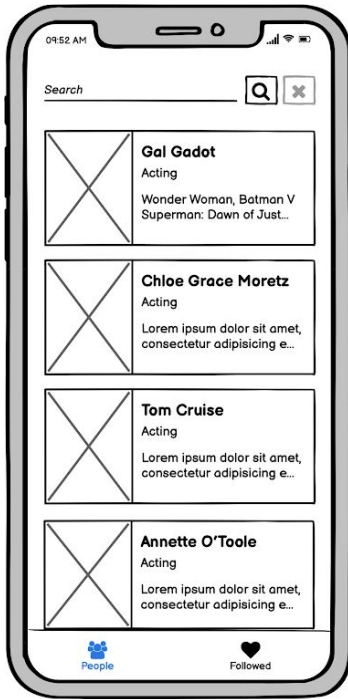 09:52 AM
Search
Gal Gadot
Acting
Wonder Woman, Batman V
Superman: Dawn of Just...
Chloe Grace Moretz
Acting
Lorem ipsum dolor sit amet,
consectetur adipisicing e...
Tom Cruise
Acting
Lorem ipsum dolor sit amet,
consectetur adipisicing e...
Annette O'Toole
Acting
Lorem ipsum dolor sit amet,
consectetur adipisicing e...
People
Followed